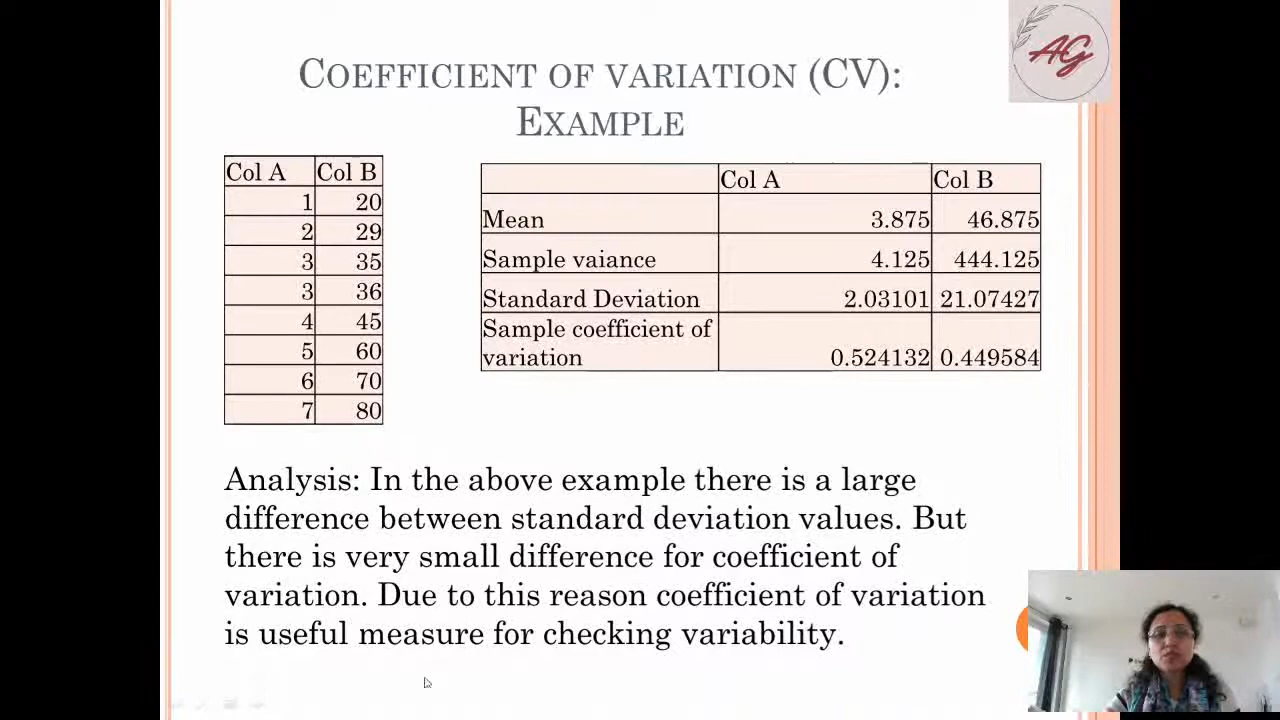 AG
COEFFICIENT OF VARIATION (CV):
EXAMPLE
Col A Col B
1 20
2 29
3 35
3 36
4 45
5 60
6 70
7 80
Col A Col B
Mean 3.875 46.875
Sample vaiance 4.125 444.125
Standard Deviation 2.03101 21.07427
Sample coefficient of
variation 0.524132 0.449584
Analysis: In the above example there is a large
difference between standard deviation values. But
there is very small difference for coefficient of
variation. Due to this reason coefficient of variation
is useful measure for checking variability.